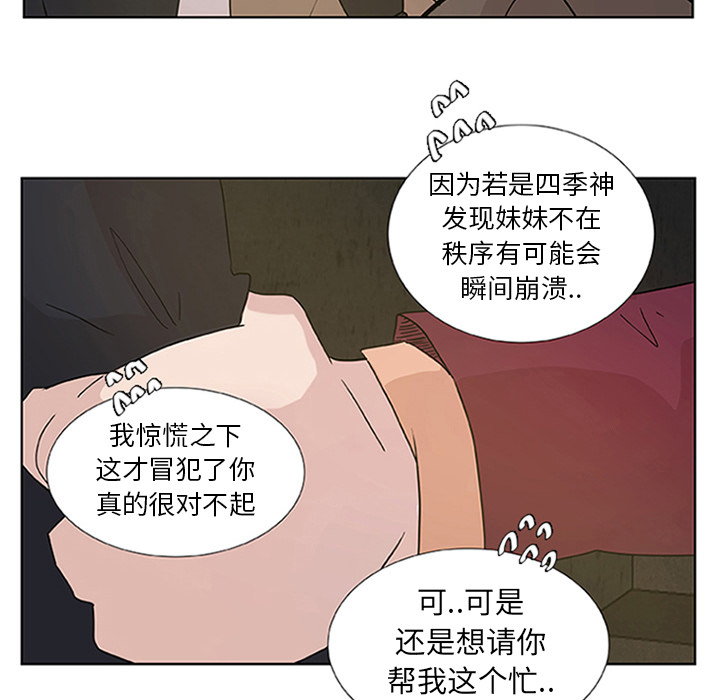 因为若是四季神
发现妹妹不在
秩序有可能会
瞬间崩溃..
我惊慌之下
这才冒犯了你
真的很对不起
可..可是
还是想请你
帮我这个忙..